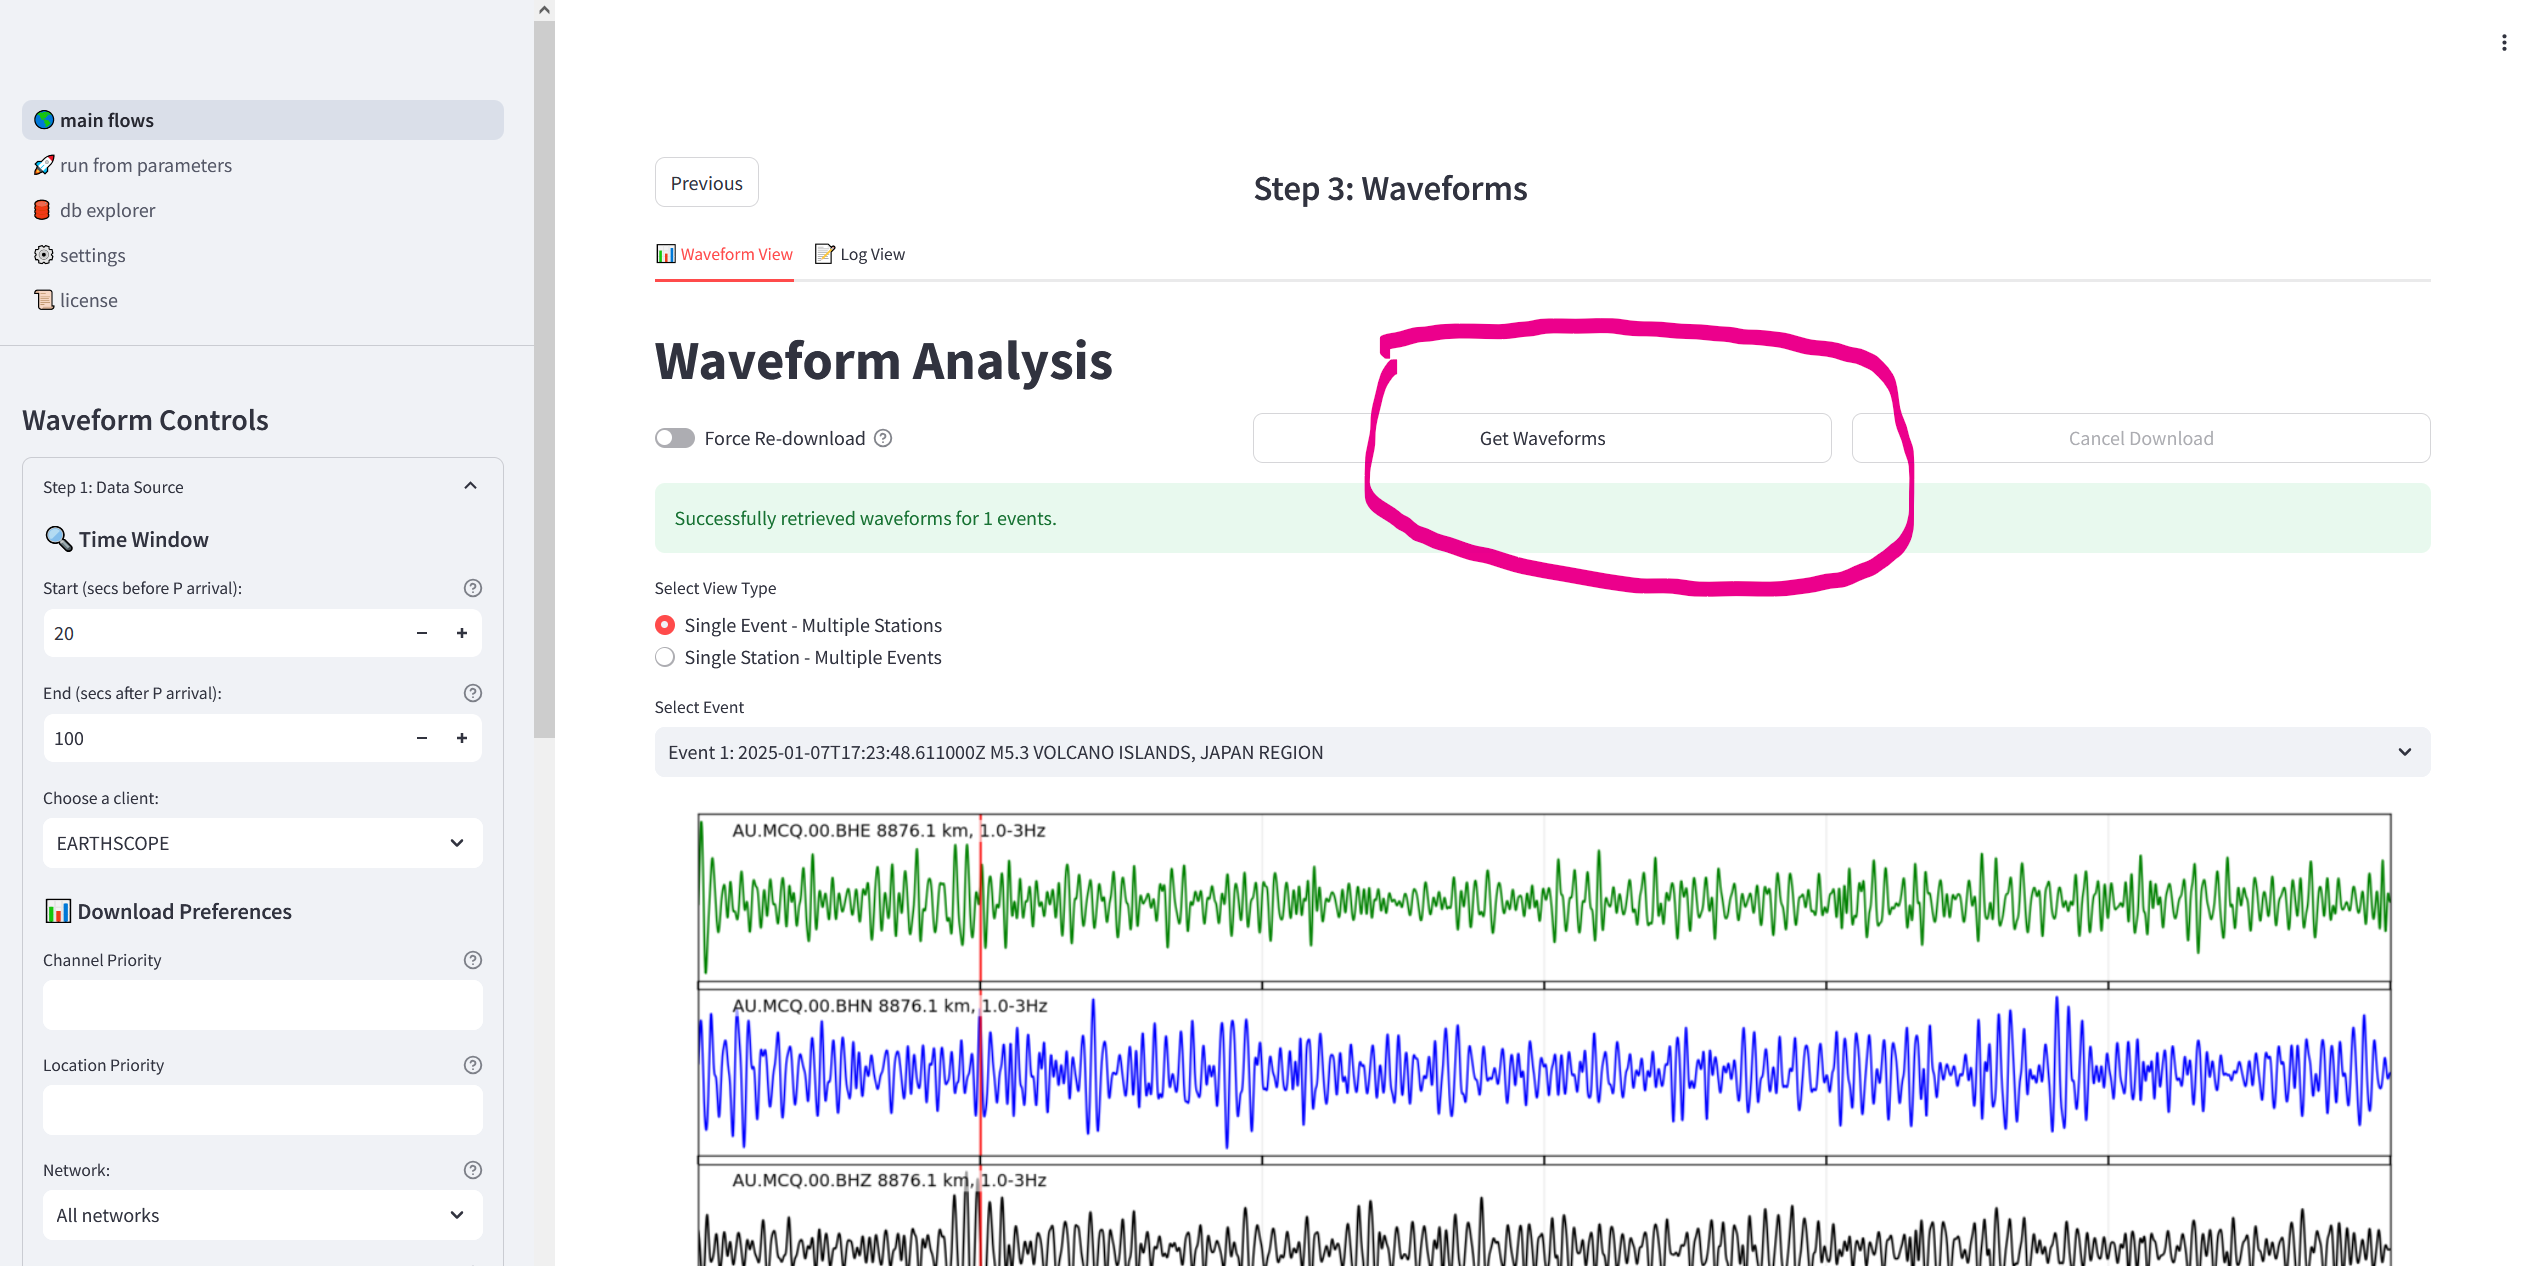 main flows
run from parameters
db explorer
settings
license
Waveform Controls
Step 1: Data Source
Time Window
Start (secs before P arrival):
20
End (secs after P arrival):
100
Choose a client:
EARTHSCOPE
Download Preferences
Channel Priority
Location Priority
Network:
All networks
Previous
Step 3: Waveforms
Waveform View
Log View
Waveform Analysis
Force Re-download
Get Waveforms
Cancel Download
Successfully retrieved waveforms for 1 events.
Select View Type
Single Event - Multiple Stations
Single Station - Multiple Events
Select Event
Event 1: 2025-01-07T17:23:48.611000Z M5.3 VOLCANO ISLANDS, JAPAN REGION
AU.MCQ.00.BHE 8876.1 km, 1.0-3Hz
AU.MCQ.00.BHN 8876.1 km, 1.0-3Hz
AU.MCQ.00.BHZ 8876.1 km, 1.0-3Hz